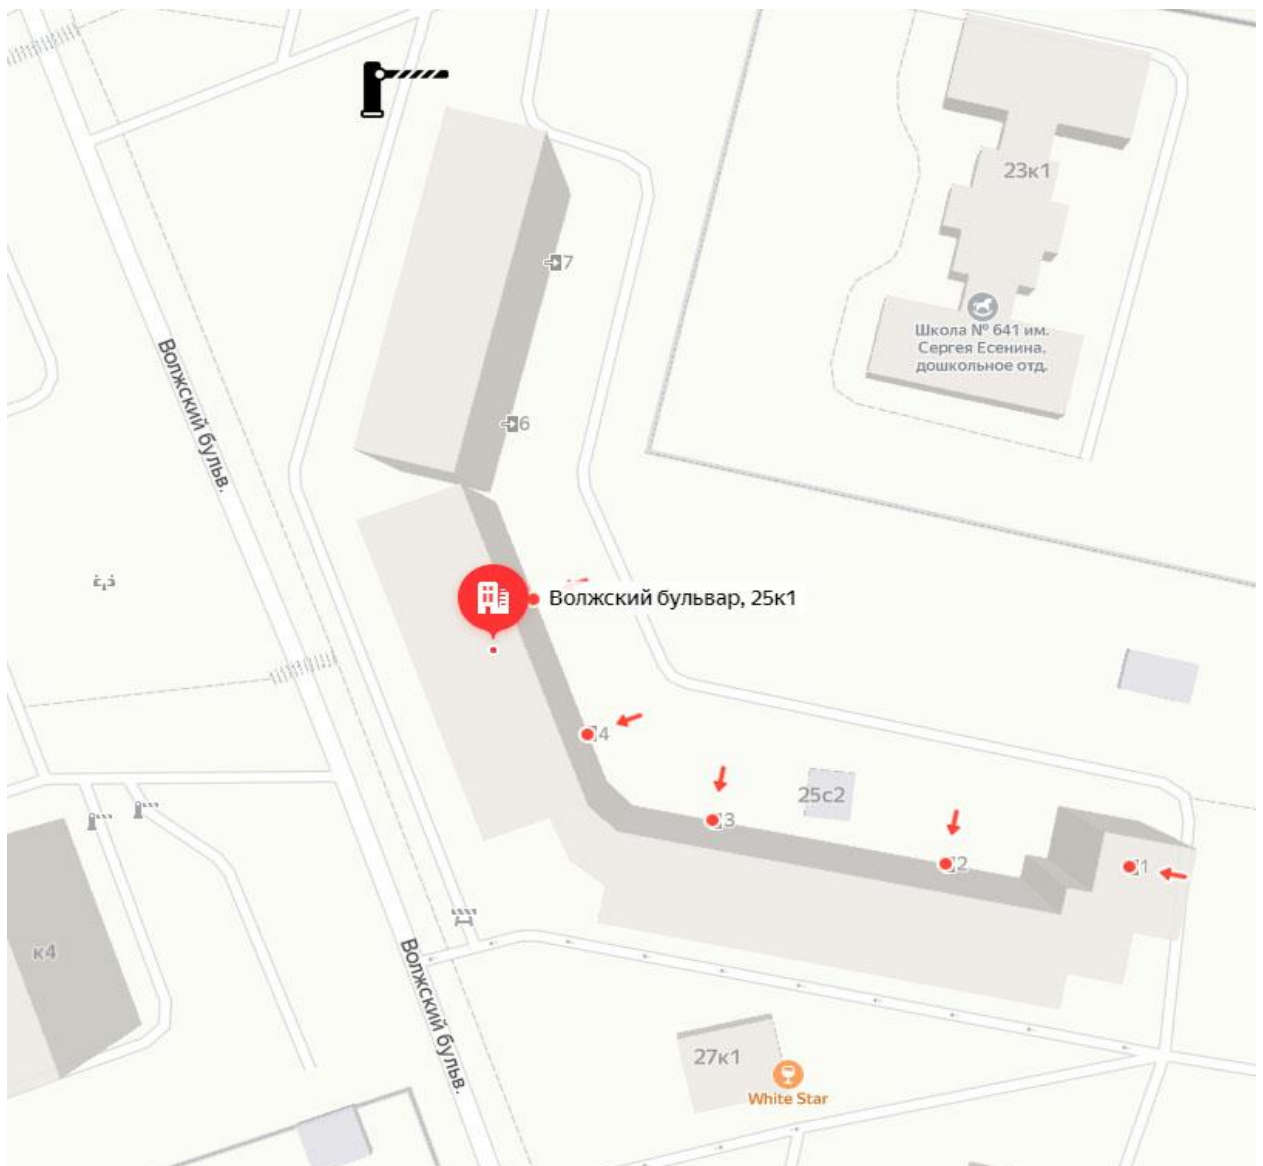 23к1
7
Школа № 641 им.
Сергея Есенина.
дошкольное отд.
Волжский бульв.
6
Волжский бульвар, 25к1
4
25с2
3
2
1
к4
Волжский бульв.
27к1
White Star